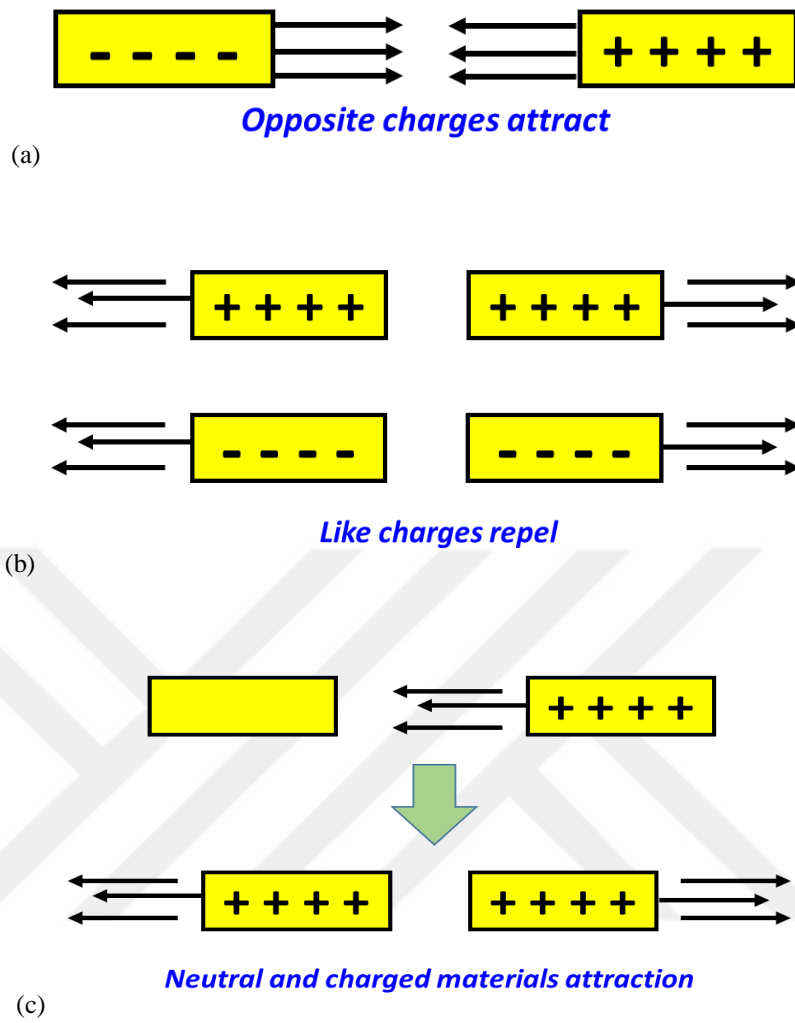 - - - -    + + + +
Opposite charges attract
(a)
+ + + +    + + + +
- - - -    - - - -
Like charges repel
(b)
+ + + +
+ + + +    + + + +
Neutral and charged materials attraction
(c)